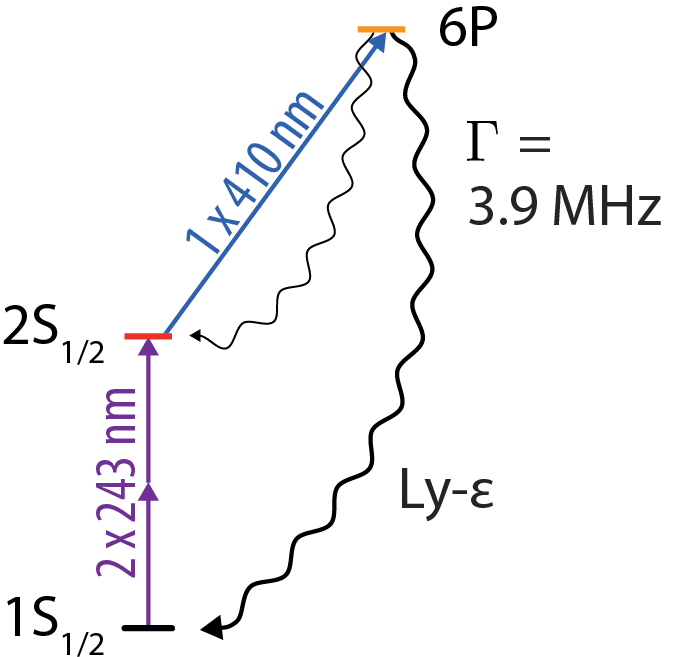 6P
1 x 410 nm
Γ =
3.9 MHz
2S1/2
2 x 243 nm
Ly-ε
1S1/2